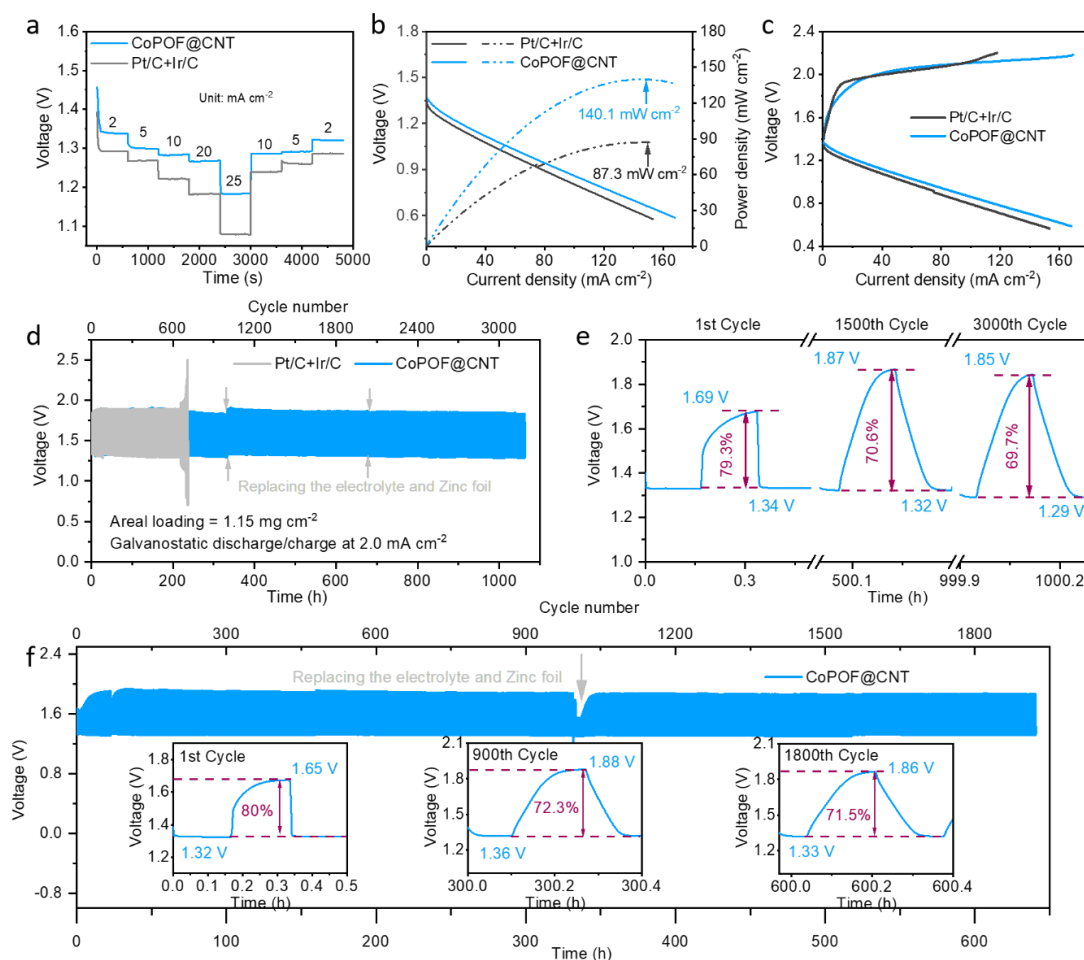 a
1.6
1.5
1.4
1.3
1.2
1.1
Voltage (V)
CoPOF@CNT
Pt/C+Ir/C
Unit: mA cm-2
2
5
10
20
25
10
5
2
0 1000 2000 3000 4000 5000
Time (s)
b
1.8
1.5
1.2
0.9
0.6
Voltage (V)
Pt/C+Ir/C
CoPOF@CNT
140.1 mW cm-2
87.3 mW cm-2
180
150
120
90
60
30
0
Power density (mW cm-2)
0 40 80 120 160
Current density (mA cm-2)
c
2.4
2.0
1.6
1.2
0.8
0.4
Voltage (V)
Pt/C+Ir/C
CoPOF@CNT
0 40 80 120 160
Current density (mA cm-2)
d
Cycle number
0 600 1200 1800 2400 3000
Pt/C+Ir/C CoPOF@CNT
2.5
2.0
1.5
1.0
0.5
0.0
Voltage (V)
Replacing the electrolyte and Zinc foil
Areal loading = 1.15 mg cm-2
Galvanostatic discharge/charge at 2.0 mA cm-2
0 200 400 600 800 1000
Time (h)
e
1st Cycle 1500th Cycle 3000th Cycle
2.0
1.8
1.6
1.4
1.2
1.0
Voltage (V)
1.69 V
79.3%
1.34 V
1.87 V
70.6%
1.32 V
1.85 V
69.7%
1.29 V
0.0 0.3 500.1 999.9 1000.2
Time (h)
f
Cycle number
0 300 600 900 1200 1500 1800
2.4
1.6
0.8
0.0
-0.8
Voltage (V)
Replacing the electrolyte and Zinc foil
CoPOF@CNT
1st Cycle
1.8
1.6
1.4
1.2
Voltage (V)
1.65 V
80%
1.32 V
0.0 0.1 0.2 0.3 0.4 0.5
Time (h)
900th Cycle
2.1
1.8
1.5
1.2
Voltage (V)
1.88 V
72.3%
1.36 V
300.0 300.2 300.4
Time (h)
1800th Cycle
2.1
1.8
1.5
1.2
Voltage (V)
1.86 V
71.5%
1.33 V
600.0 600.2 600.4
Time (h)
0 100 200 300 400 500 600
Time (h)